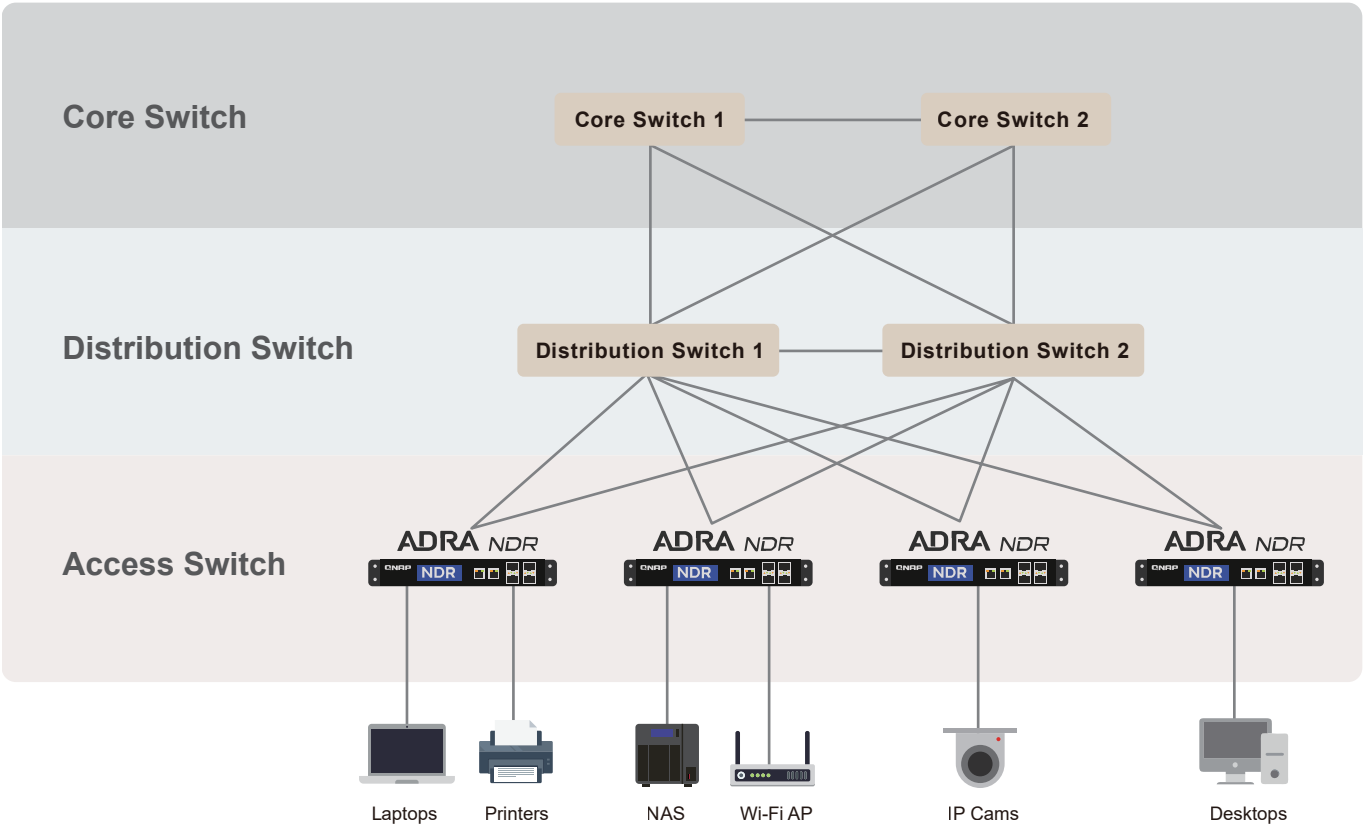 Core Switch
Core Switch 1
Core Switch 2
Distribution Switch
Distribution Switch 1
Distribution Switch 2
Access Switch
ADRA NDR
ADRA NDR
ADRA NDR
ADRA NDR
QNAP NDR
QNAP NDR
QNAP NDR
QNAP NDR
Laptops
Printers
NAS
Wi-Fi AP
IP Cams
Desktops